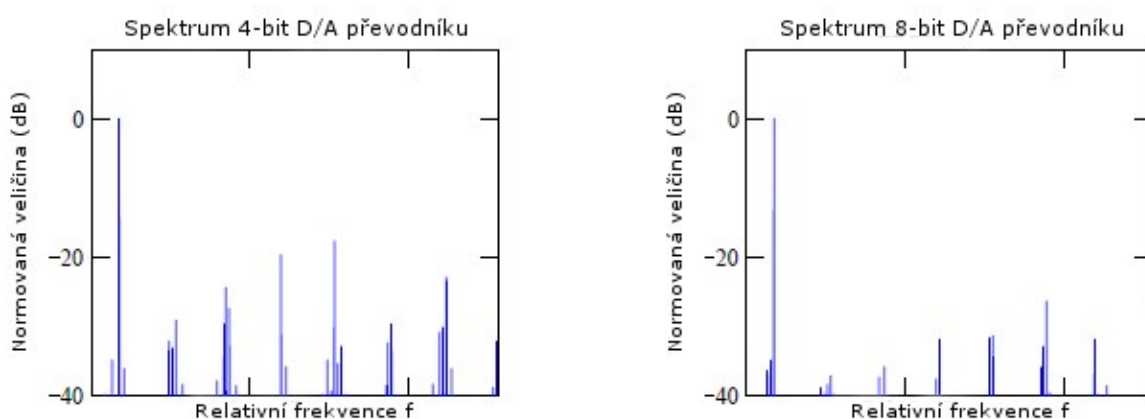 Spektrum 4-bit D/A převodníku
Normovaná veličina (dB)
0
−20
−40
Relativní frekvence f
Spektrum 8-bit D/A převodníku
Normovaná veličina (dB)
0
−20
−40
Relativní frekvence f